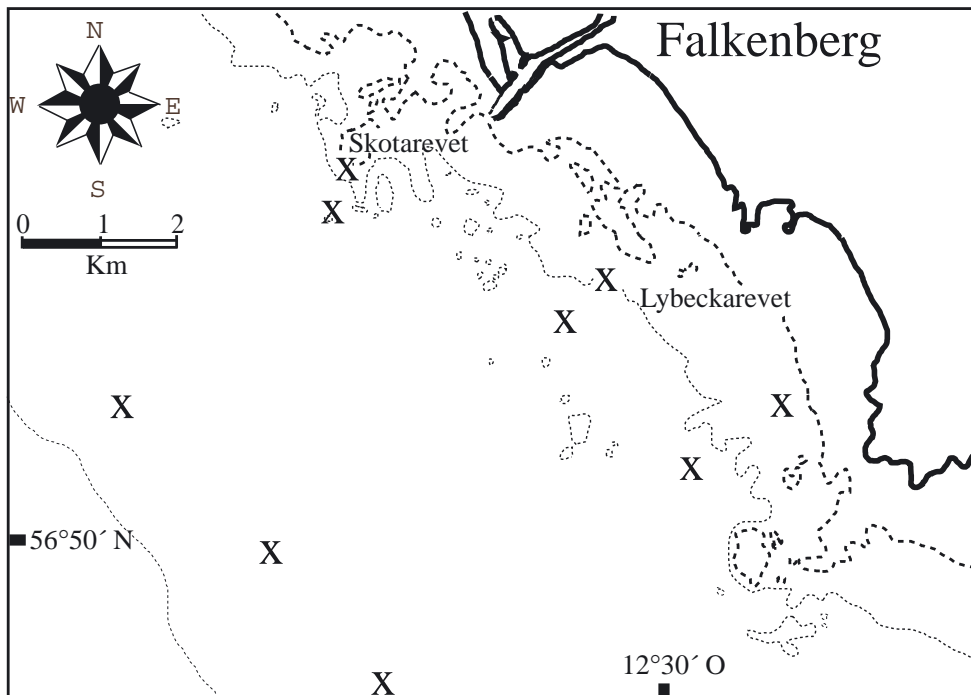 Falkenberg
N
W E
S
Skotarevet
X
X
0 1 2
Km
X
Lybeckarevet
X
X
X
X
56°50´ N
X
12°30´ O
X